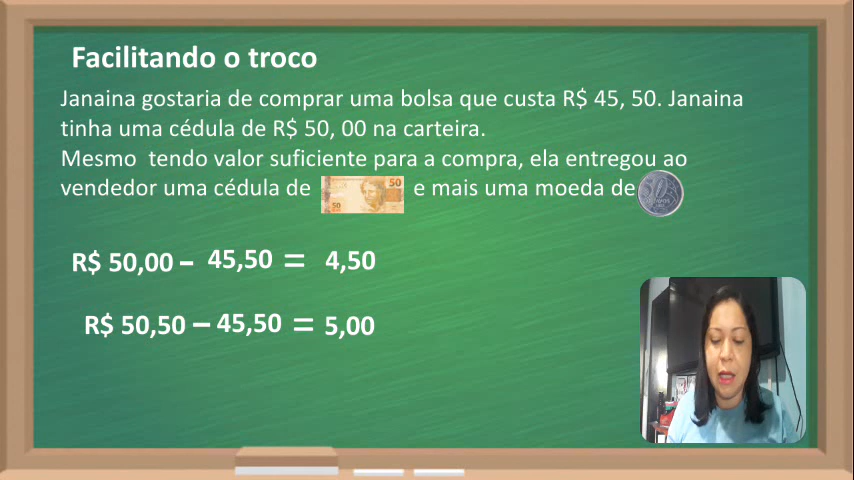 Facilitando o troco
Janaina gostaria de comprar uma bolsa que custa R$ 45, 50. Janaina
tinha uma cédula de R$ 50, 00 na carteira.
Mesmo tendo valor suficiente para a compra, ela entregou ao
vendedor uma cédula de 50 50 e mais uma moeda de 50
R$ 50,00 – 45,50 = 4,50
R$ 50,50 – 45,50 = 5,00